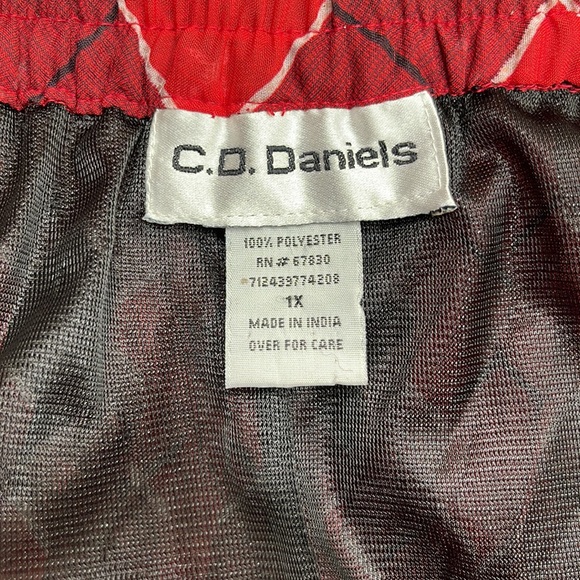 C.D. Daniels
100% POLYESTER
RN # 67830
712439774208
1X
MADE IN INDIA
OVER FOR CARE